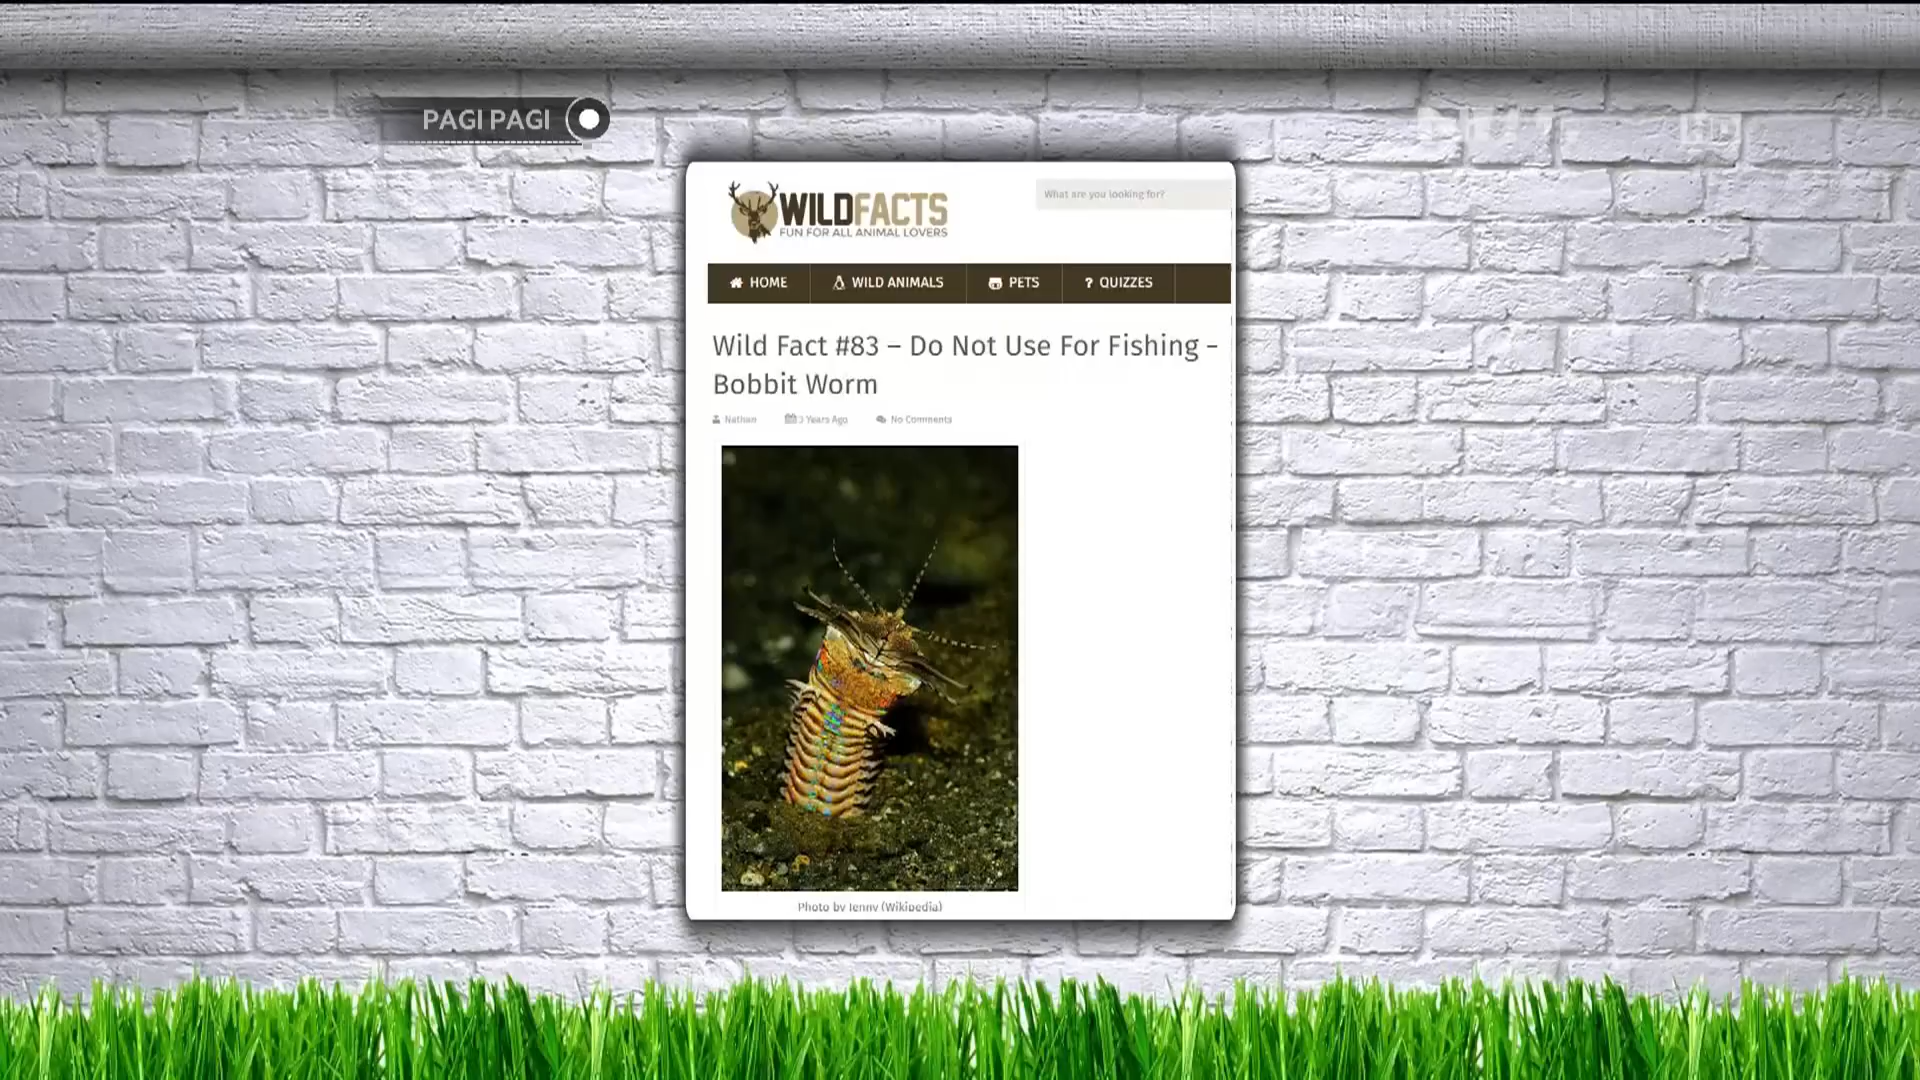 PAGI PAGI
WILDFACTS
FUN FOR ALL ANIMAL LOVERS
What are you looking for?
HOME
WILD ANIMALS
PETS
? QUIZZES
Wild Fact #83 – Do Not Use For Fishing –
Bobbit Worm
Nathan
3 Years Ago
No Comments
Photo by Jenny (Wikipedia)